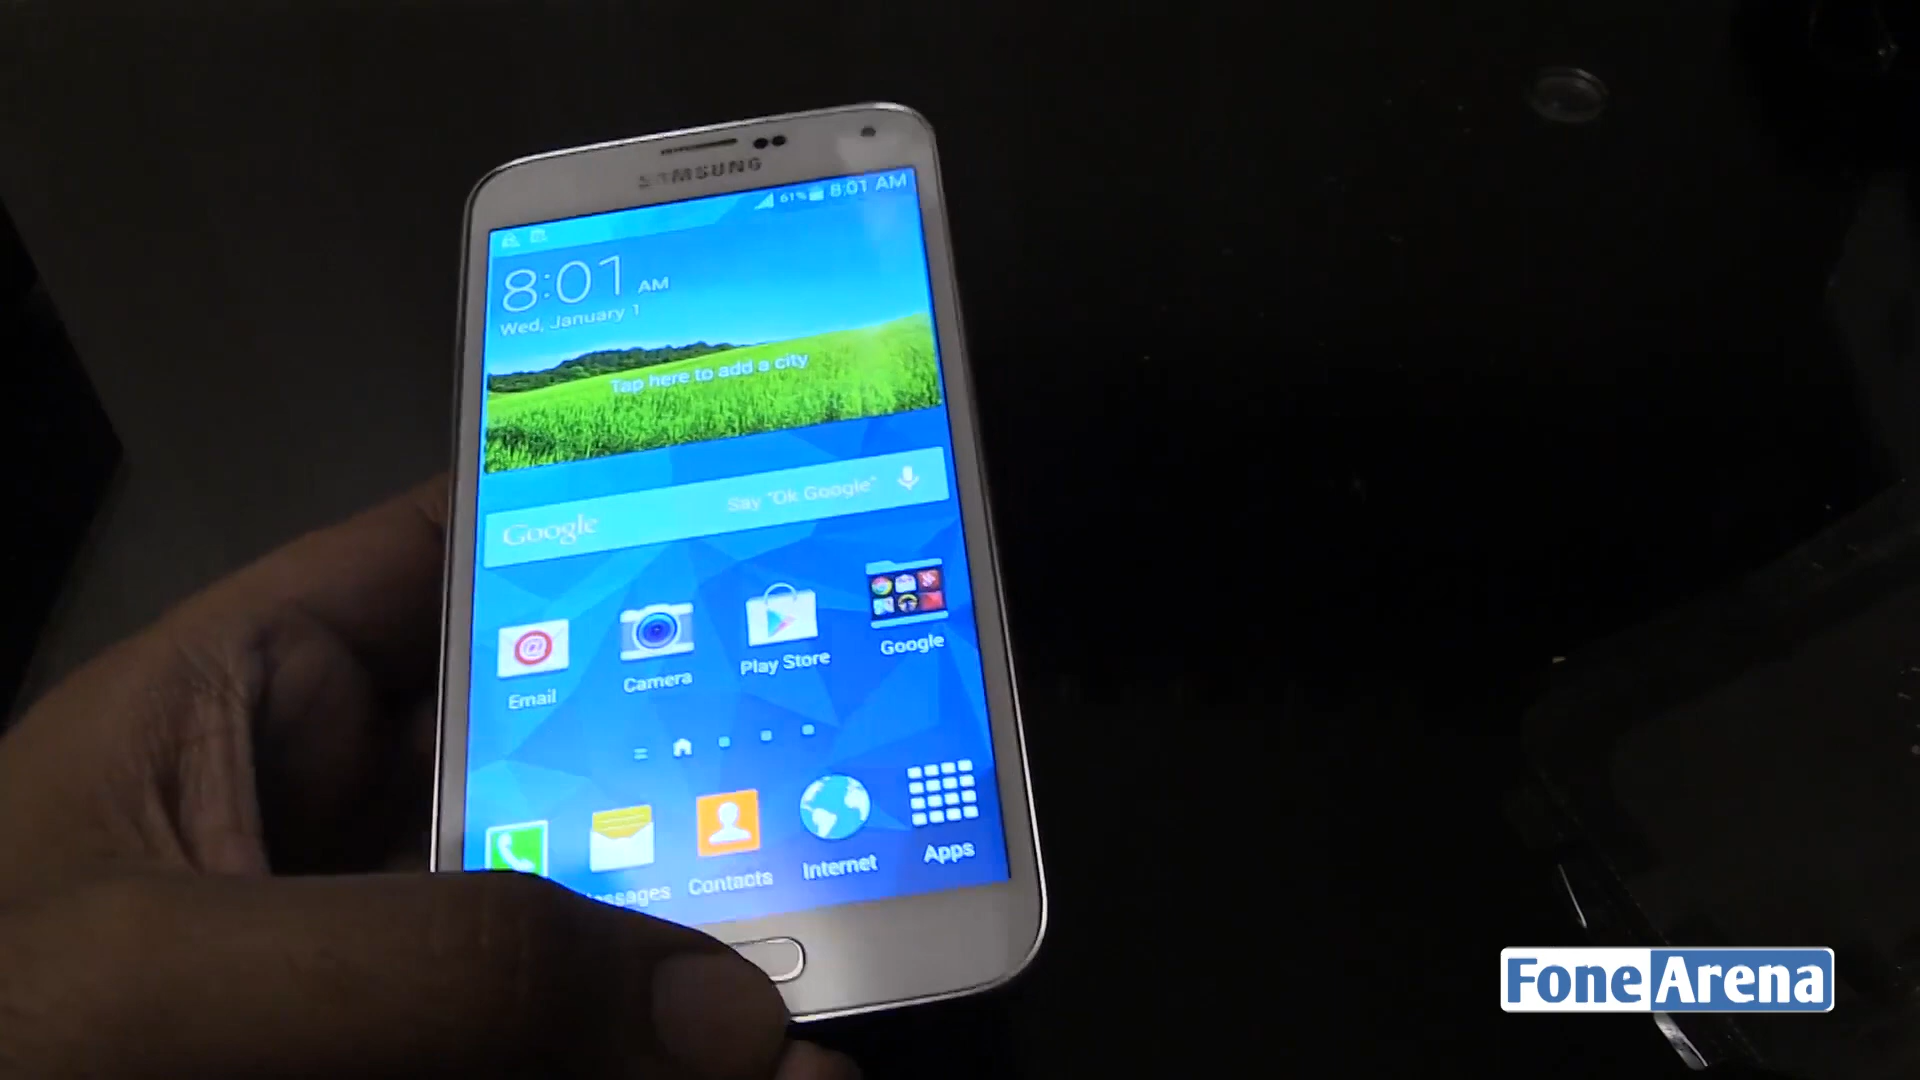 SAMSUNG
61% 8:01 AM
8:01 AM
Wed, January 1
Tap here to add a city
Google Say "Ok Google"
Email Camera Play Store Google
Messages Contacts Internet Apps
FoneArena